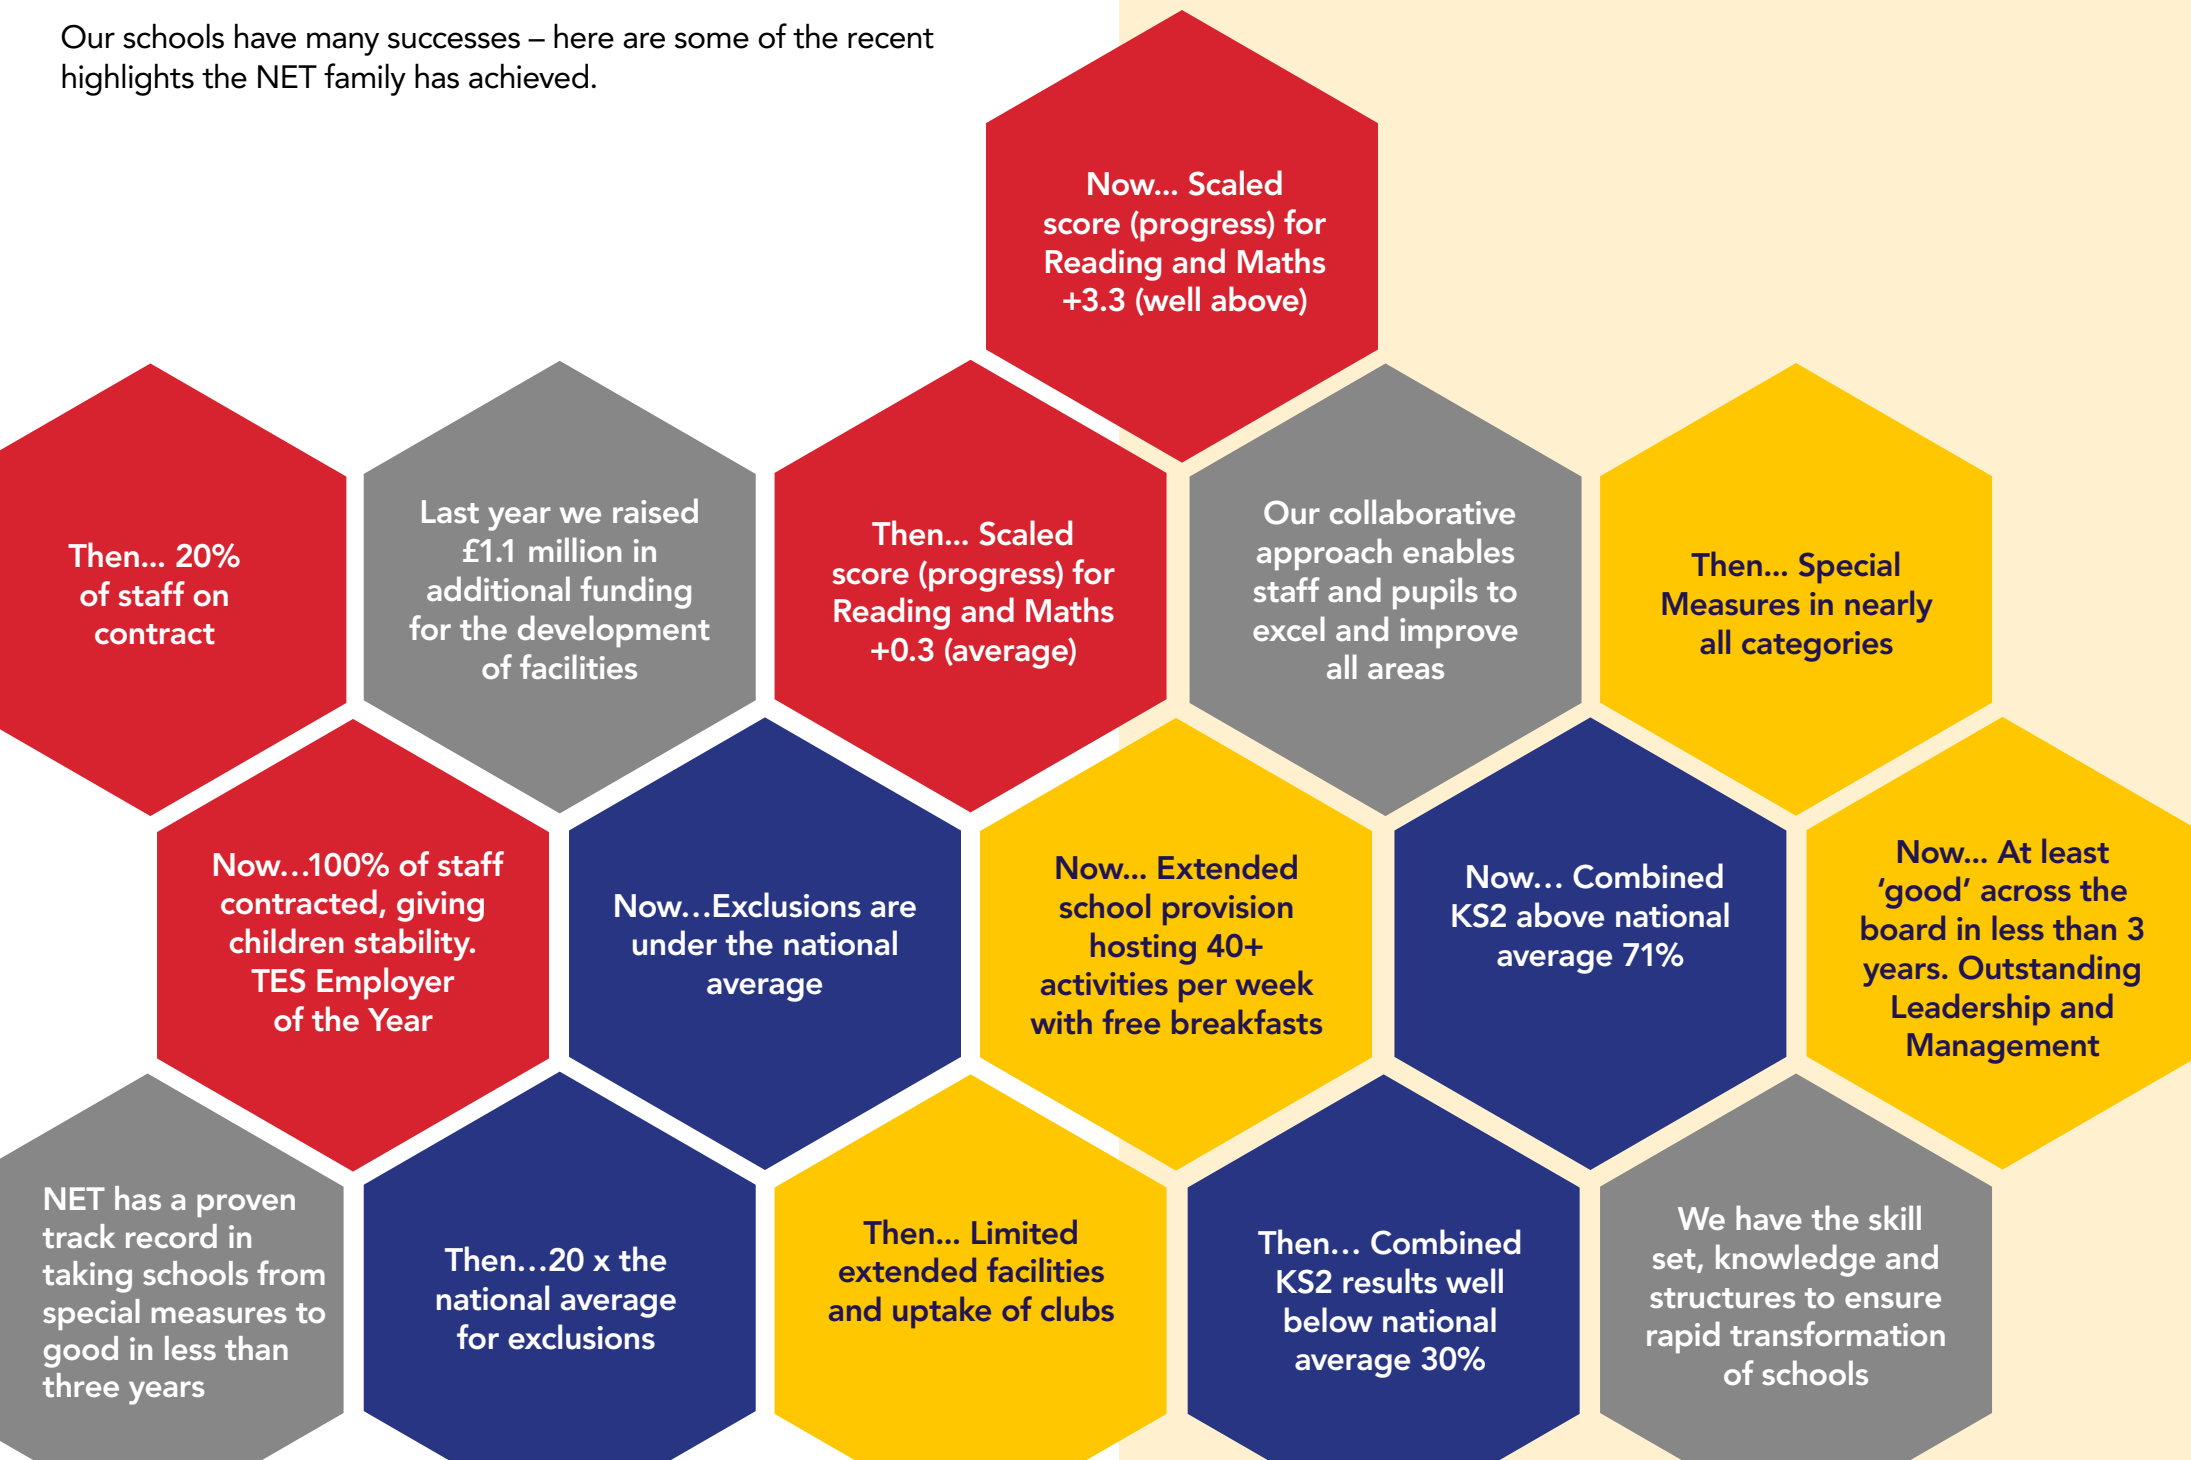 Our schools have many successes – here are some of the recent
highlights the NET family has achieved.
Now... Scaled
score (progress) for
Reading and Maths
+3.3 (well above)
Then... 20%
of staff on
contract
Last year we raised
£1.1 million in
additional funding
for the development
of facilities
Then... Scaled
score (progress) for
Reading and Maths
+0.3 (average)
Our collaborative
approach enables
staff and pupils to
excel and improve
all areas
Then... Special
Measures in nearly
all categories
Now…100% of staff
contracted, giving
children stability.
TES Employer
of the Year
Now…Exclusions are
under the national
average
Now... Extended
school provision
hosting 40+
activities per week
with free breakfasts
Now… Combined
KS2 above national
average 71%
Now... At least
‘good’ across the
board in less than 3
years. Outstanding
Leadership and
Management
NET has a proven
track record in
taking schools from
special measures to
good in less than
three years
Then…20 x the
national average
for exclusions
Then... Limited
extended facilities
and uptake of clubs
Then… Combined
KS2 results well
below national
average 30%
We have the skill
set, knowledge and
structures to ensure
rapid transformation
of schools